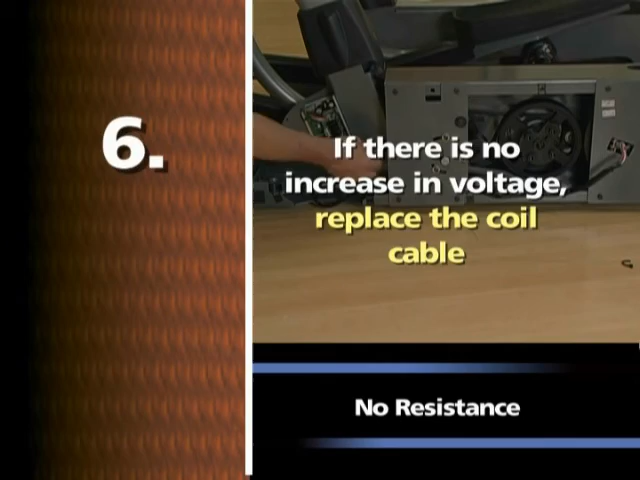 6.
If there is no
increase in voltage,
replace the coil
cable
No Resistance